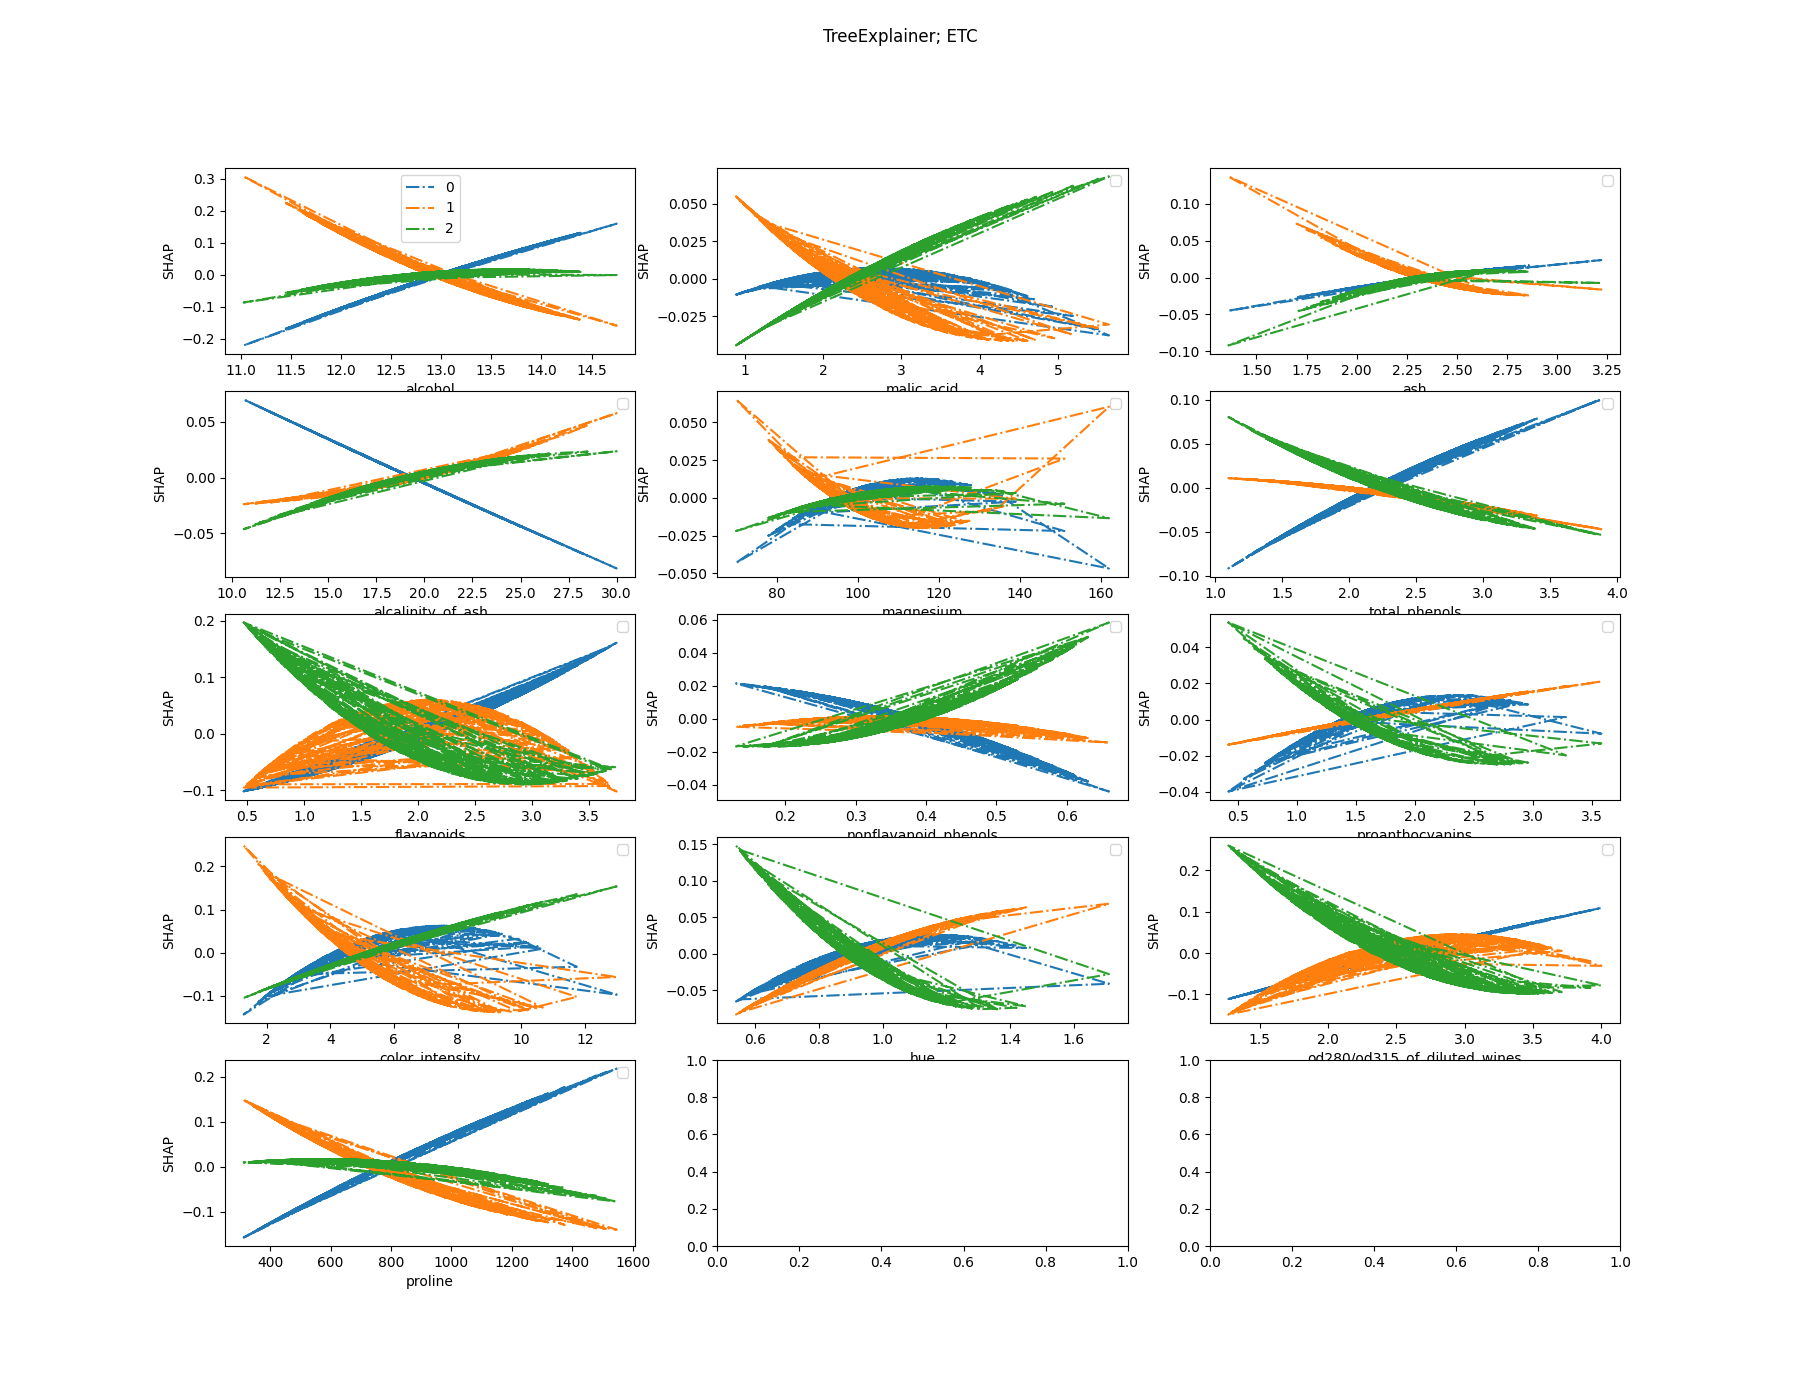 TreeExplainer; ETC
0.3
0.2
0.1
0.0
−0.1
−0.2
SHAP
0
1
2
11.0 11.5 12.0 12.5 13.0 13.5 14.0 14.5
alcohol
0.050
0.025
0.000
−0.025
SHAP
1 2 3 4 5
malic_acid
0.10
0.05
0.00
−0.05
−0.10
SHAP
1.50 1.75 2.00 2.25 2.50 2.75 3.00 3.25
ash
0.05
0.00
−0.05
SHAP
10.0 12.5 15.0 17.5 20.0 22.5 25.0 27.5 30.0
alcalinity_of_ash
0.050
0.025
0.000
−0.025
−0.050
SHAP
80 100 120 140 160
magnesium
0.10
0.05
0.00
−0.05
−0.10
SHAP
1.0 1.5 2.0 2.5 3.0 3.5 4.0
total_phenols
0.2
0.1
0.0
−0.1
SHAP
0.5 1.0 1.5 2.0 2.5 3.0 3.5
flavanoids
0.06
0.04
0.02
0.00
−0.02
−0.04
SHAP
0.2 0.3 0.4 0.5 0.6
nonflavanoid_phenols
0.04
0.02
0.00
−0.02
−0.04
SHAP
0.5 1.0 1.5 2.0 2.5 3.0 3.5
proanthocyanins
0.2
0.1
0.0
−0.1
SHAP
2 4 6 8 10 12
color_intensity
0.15
0.10
0.05
0.00
−0.05
SHAP
0.6 0.8 1.0 1.2 1.4 1.6
hue
0.2
0.1
0.0
−0.1
SHAP
1.5 2.0 2.5 3.0 3.5 4.0
od280/od315_of_diluted_wines
0.2
0.1
0.0
−0.1
SHAP
400 600 800 1000 1200 1400 1600
proline
1.0
0.8
0.6
0.4
0.2
0.0
0.0 0.2 0.4 0.6 0.8 1.0
1.0
0.8
0.6
0.4
0.2
0.0
0.0 0.2 0.4 0.6 0.8 1.0